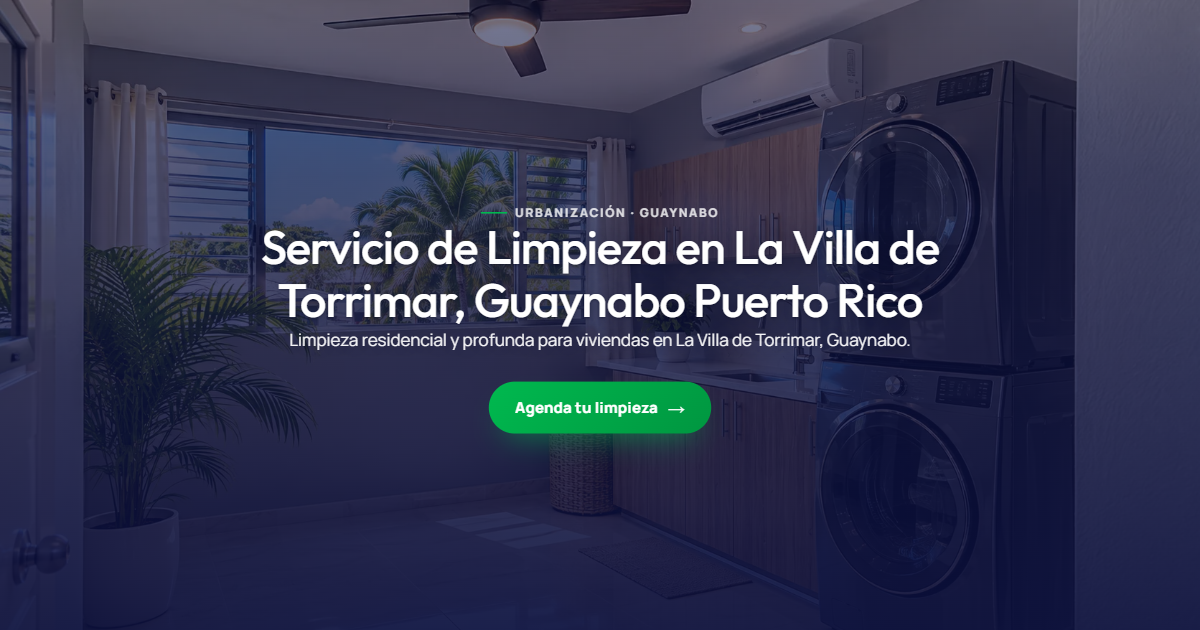 URBANIZACIÓN · GUAYNABO
Servicio de Limpieza en La Villa de
Torrimar, Guaynabo Puerto Rico
Limpieza residencial y profunda para viviendas en La Villa de Torrimar, Guaynabo.
Agenda tu limpieza →